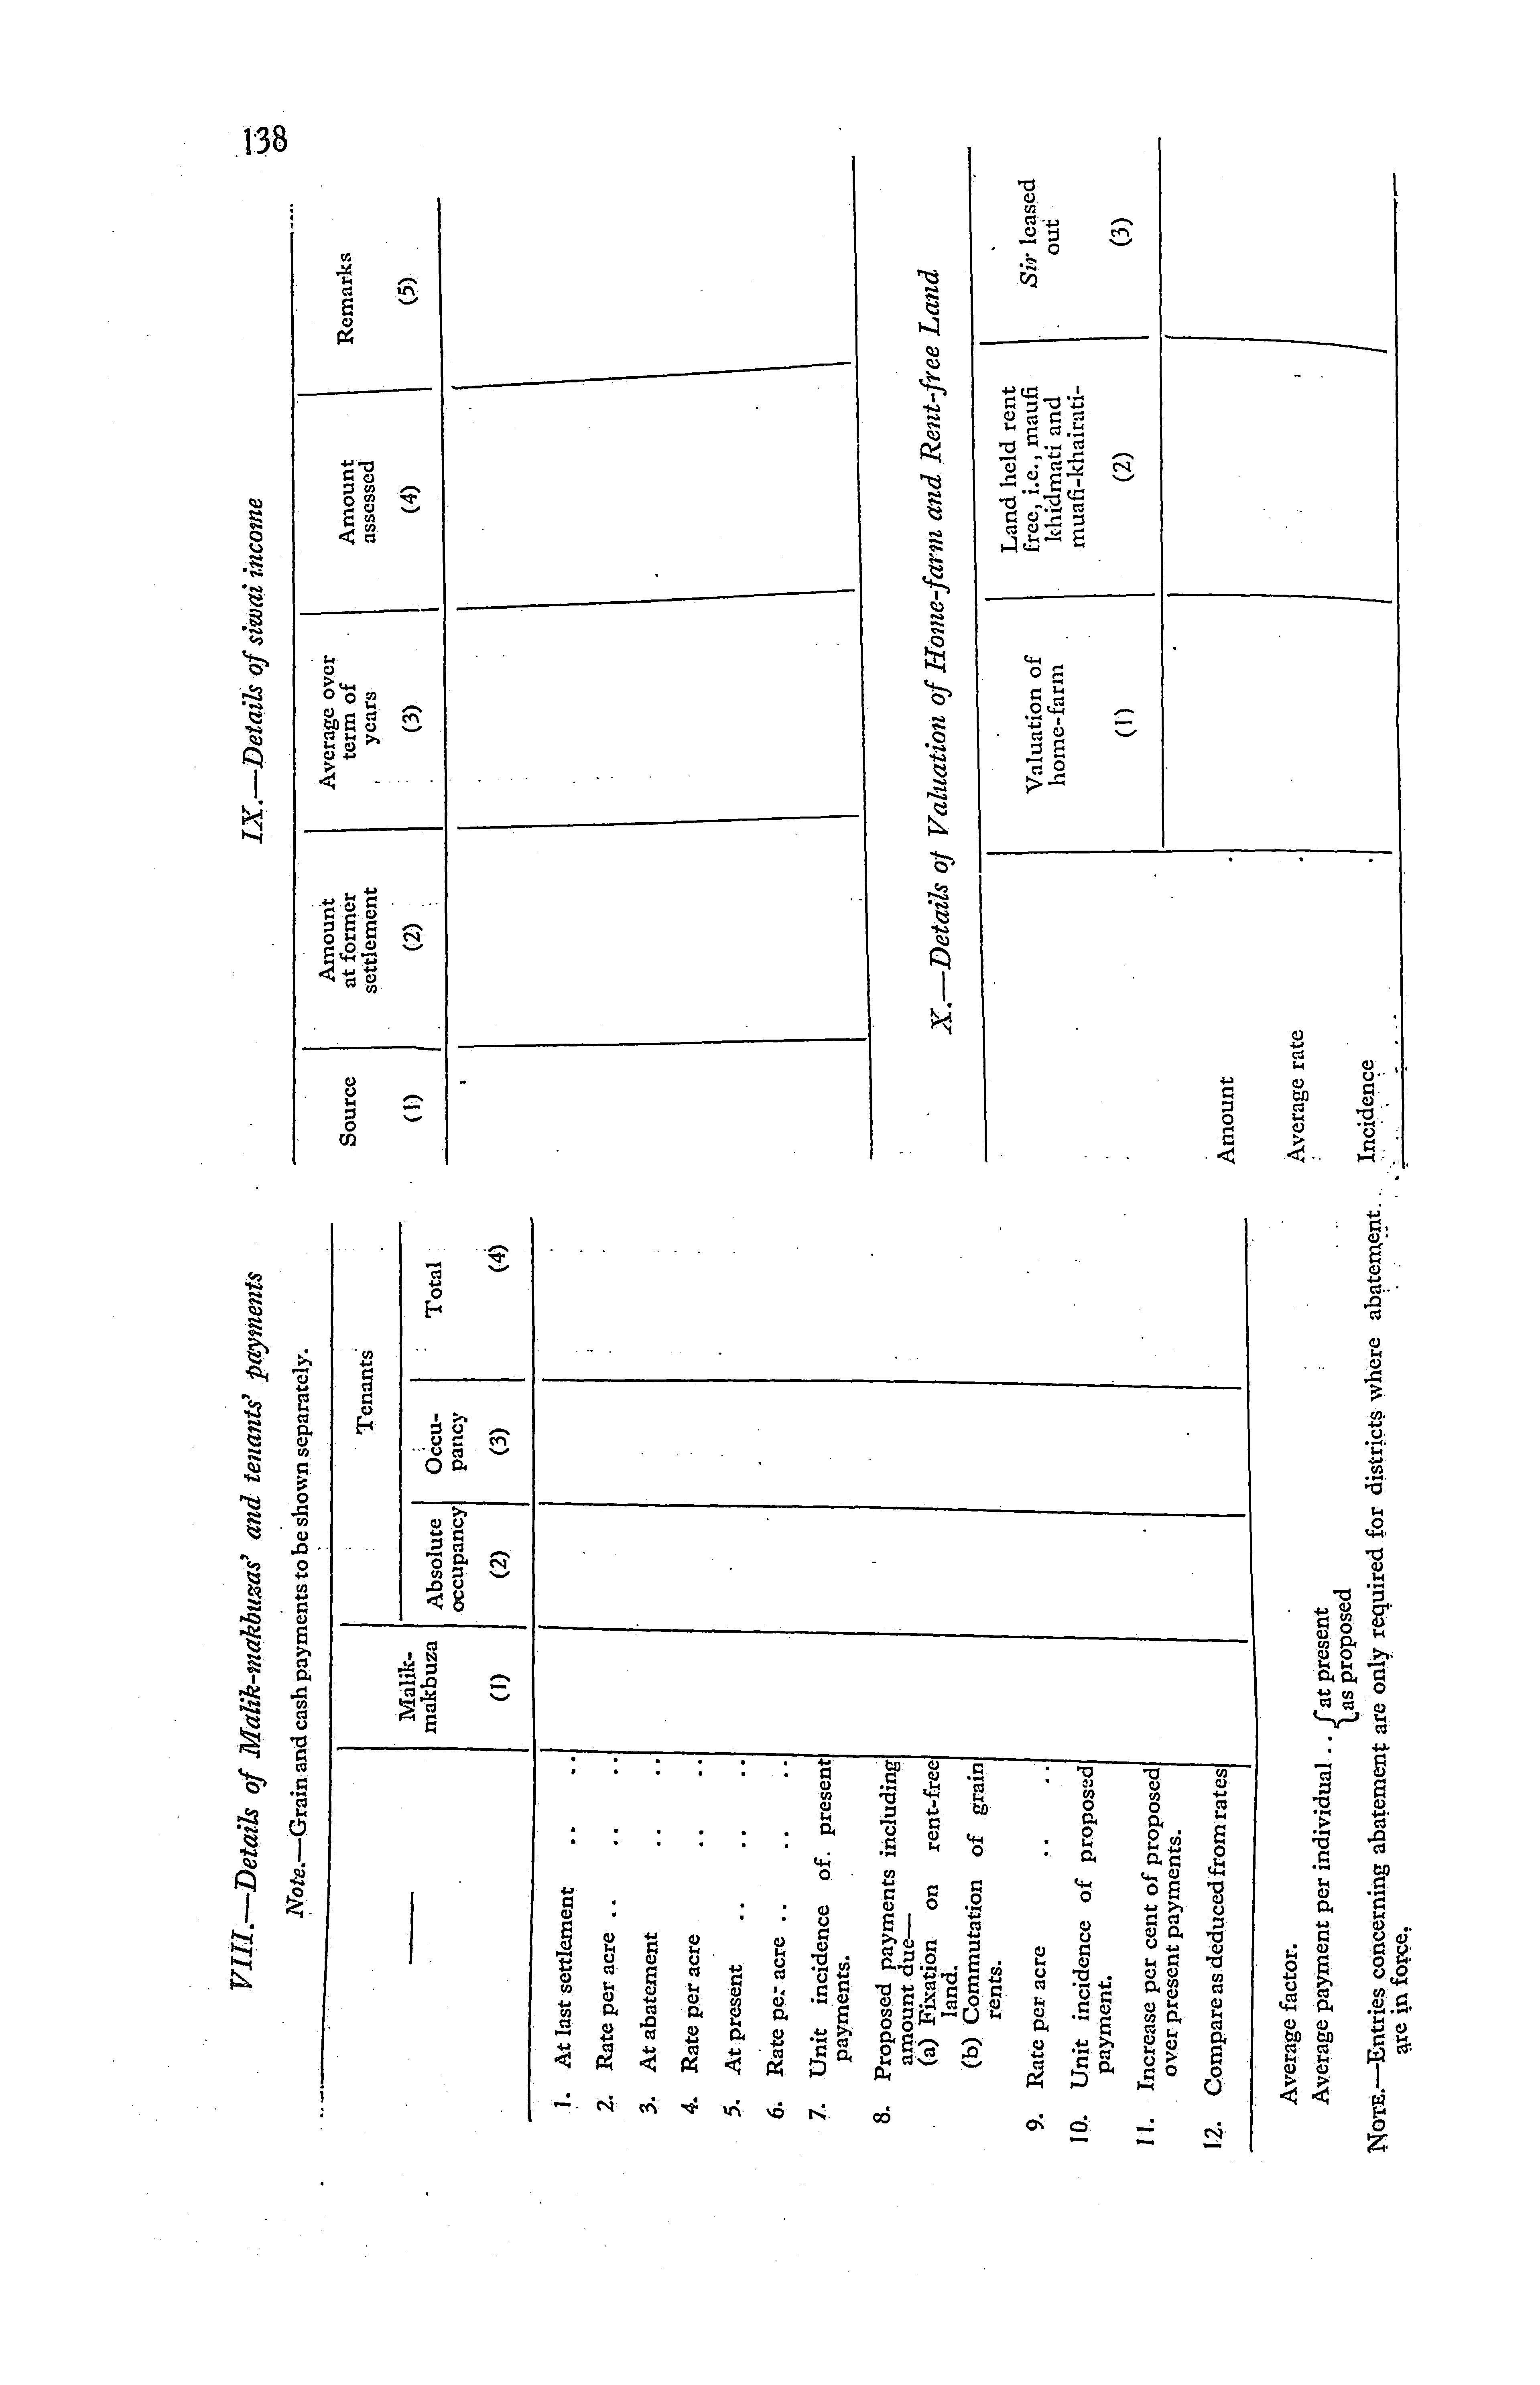 138
VIII.—Details of Malik-makbuzas' and tenants' payments
Note.—Grain and cash payments to be shown separately.
Tenants
Malik-
makbuza
Absolute
occupancy
Occu-
pancy
Total
(1) (2) (3) (4)
1. At last settlement .. ..
2. Rate per acre .. .. ..
3. At abatement .. ..
4. Rate per acre .. ..
5. At present .. .. ..
6. Rate per acre .. .. ..
7. Unit incidence of present
payments.
8. Proposed payments including
amount due—
(a) Fixation on rent-free
land.
(b) Commutation of grain
rents.
9. Rate per acre .. ..
10. Unit incidence of proposed
payment.
11. Increase per cent of proposed
over present payments.
12. Compare as deduced from rates
Average factor.
Average payment per individual .. { at present
as proposed
NOTE.—Entries concerning abatement are only required for districts where abatement
are in force.
IX.—Details of siwai income
Source
Amount
at former
settlement
Average over
term of
years
Amount
assessed
Remarks
(1) (2) (3) (4) (5)
X.—Details of Valuation of Home-farm and Rent-free Land
Valuation of
home-farm
Land held rent
free, i.e., maufi
khidmati and
muafi-khairati-
Sir leased
out
(1) (2) (3)
Amount .
Average rate .
Incidence .